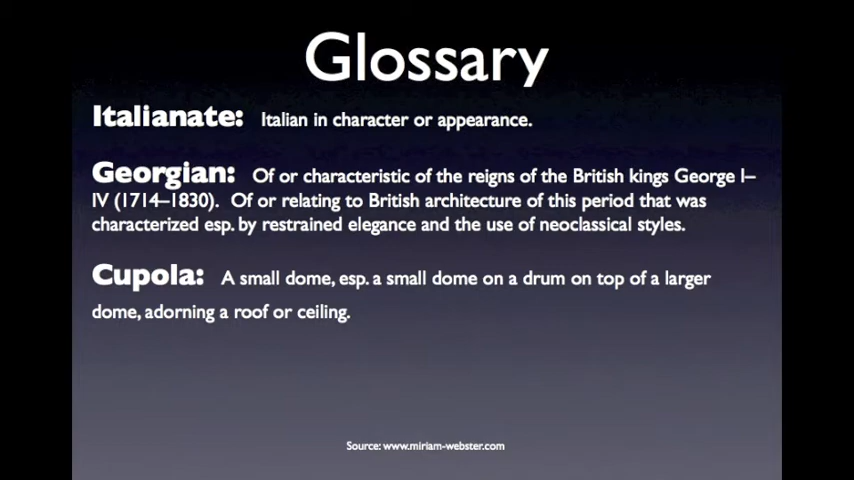 Glossary
Italianate: Italian in character or appearance.
Georgian: Of or characteristic of the reigns of the British kings George I–
IV (1714–1830). Of or relating to British architecture of this period that was
characterized esp. by restrained elegance and the use of neoclassical styles.
Cupola: A small dome, esp. a small dome on a drum on top of a larger
dome, adorning a roof or ceiling.
Source: www.miriam-webster.com